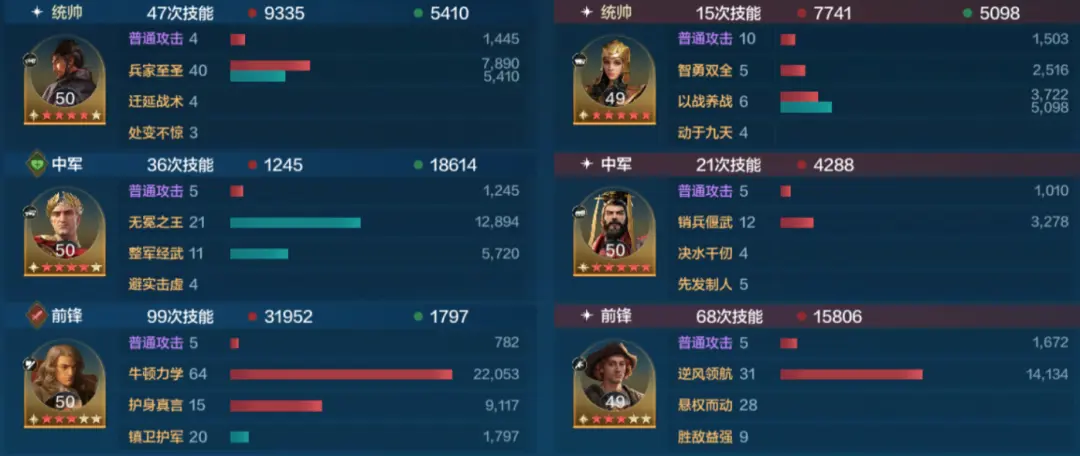 统帅 47次技能 9335 5410
普通攻击 4 1,445
兵家至圣 40 7,890
5,410
迂延战术 4
处变不惊 3
50
中军 36次技能 1245 18614
普通攻击 5 1,245
无冕之王 21 12,894
整军经武 11 5,720
避实击虚 4
50
前锋 99次技能 31952 1797
普通攻击 5 782
牛顿力学 64 22,053
护身真言 15 9,117
镇卫护军 20 1,797
50
统帅 15次技能 7741 5098
普通攻击 10 1,503
智勇双全 5 2,516
以战养战 6 3,722
5,098
动于九天 4
49
中军 21次技能 4288
普通攻击 5 1,010
销兵偃武 12 3,278
决水干仞 4
先发制人 5
50
前锋 68次技能 15806
普通攻击 5 1,672
逆风领航 31 14,134
悬权而动 28
胜敌益强 9
49